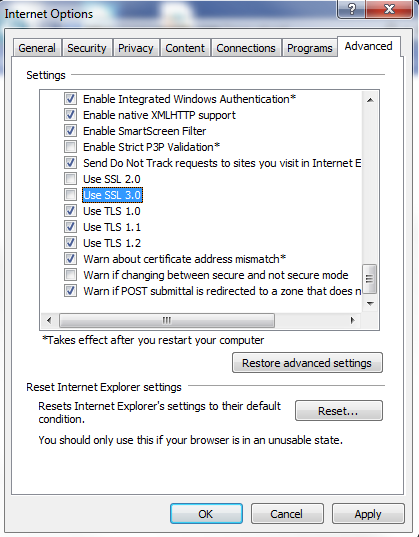 Internet Options
General Security Privacy Content Connections Programs Advanced
Settings
Enable Integrated Windows Authentication*
Enable native XMLHTTP support
Enable SmartScreen Filter
Enable Strict P3P Validation*
Send Do Not Track requests to sites you visit in Internet E
Use SSL 2.0
Use SSL 3.0
Use TLS 1.0
Use TLS 1.1
Use TLS 1.2
Warn about certificate address mismatch*
Warn if changing between secure and not secure mode
Warn if POST submittal is redirected to a zone that does n
*Takes effect after you restart your computer
Restore advanced settings
Reset Internet Explorer settings
Resets Internet Explorer's settings to their default
condition.
Reset...
You should only use this if your browser is in an unusable state.
OK Cancel Apply